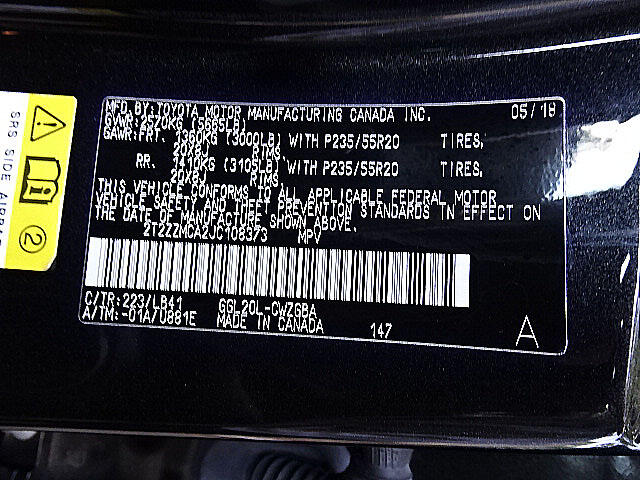 MFD.BY:TOYOTA MOTOR MANUFACTURING CANADA INC. 05/18
GVWR:2570KG (5665LB)
GAWR:FRT. 1360KG (3000LB) WITH P235/55R20 TIRES,
20X8J RIMS
RR. 1410KG (3105LB) WITH P235/55R20 TIRES,
20X8J RIMS
THIS VEHICLE CONFORMS TO ALL APPLICABLE FEDERAL MOTOR
VEHICLE SAFETY AND THEFT PREVENTION STANDARDS IN EFFECT ON
THE DATE OF MANUFACTURE SHOWN ABOVE.
2T2ZZMCA2JC108373 MPV
C/TR:223/LB41 GGL20L-CWZGBA
A/TM:-01A/U881E MADE IN CANADA 147
A
SRS SIDE
2